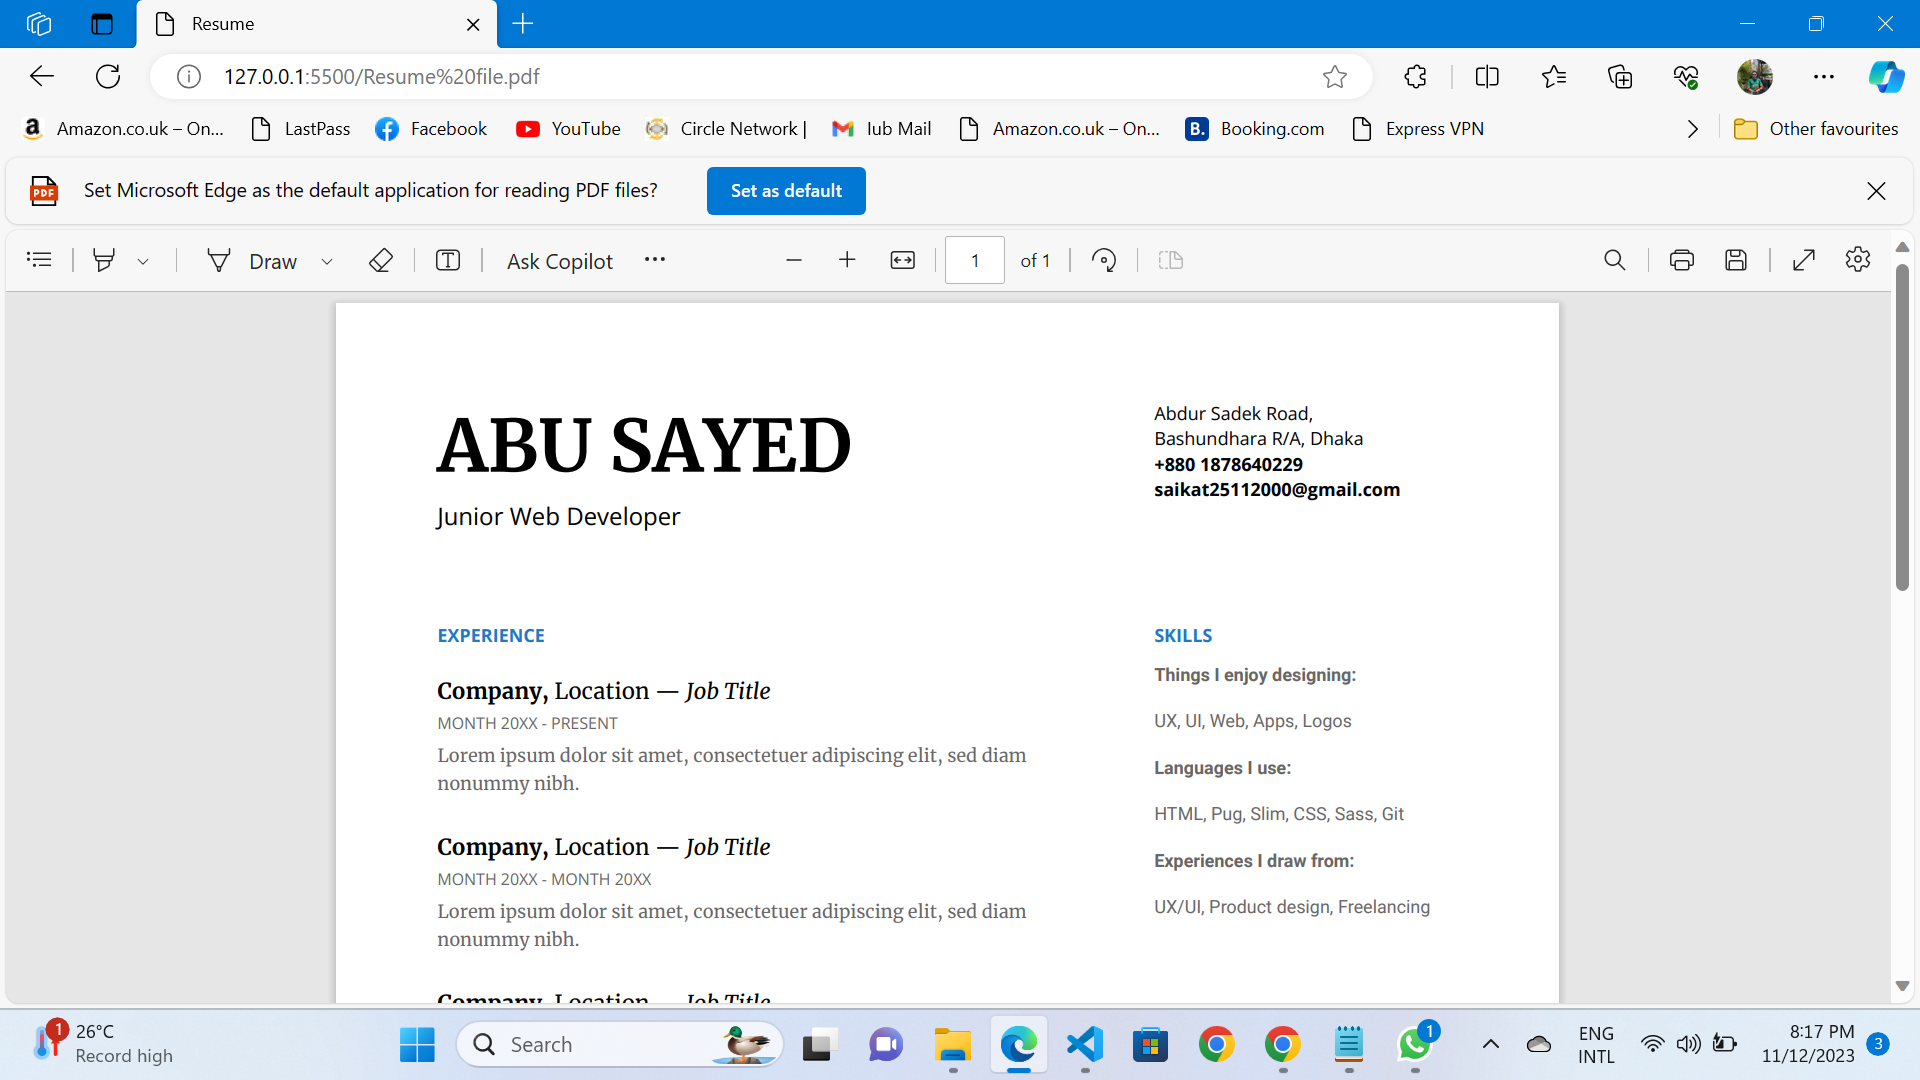 Resume
127.0.0.1:5500/Resume%20file.pdf
Amazon.co.uk – On...
LastPass
Facebook
YouTube
Circle Network |
Iub Mail
Amazon.co.uk – On...
B. Booking.com
Express VPN
Other favourites
PDF
Set Microsoft Edge as the default application for reading PDF files?
Set as default
Draw
Ask Copilot
1
of 1
ABU SAYED
Junior Web Developer
Abdur Sadek Road,
Bashundhara R/A, Dhaka
+880 1878640229
saikat25112000@gmail.com
EXPERIENCE
Company, Location — Job Title
MONTH 20XX - PRESENT
Lorem ipsum dolor sit amet, consectetuer adipiscing elit, sed diam
nonummy nibh.
Company, Location — Job Title
MONTH 20XX - MONTH 20XX
Lorem ipsum dolor sit amet, consectetuer adipiscing elit, sed diam
nonummy nibh.
Company, Location — Job Title
SKILLS
Things I enjoy designing:
UX, UI, Web, Apps, Logos
Languages I use:
HTML, Pug, Slim, CSS, Sass, Git
Experiences I draw from:
UX/UI, Product design, Freelancing
1
26°C
Record high
Search
1
ENG
INTL
8:17 PM
11/12/2023
3